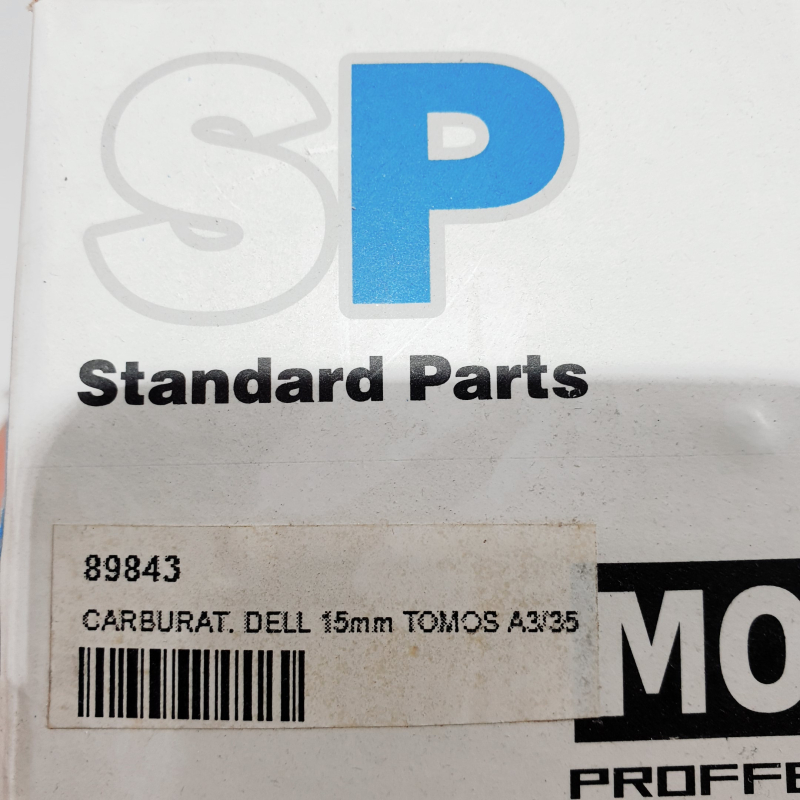 SP
Standard Parts
89843
CARBURAT. DELL 15mm TOMOS A3/35
MO
PROFFE